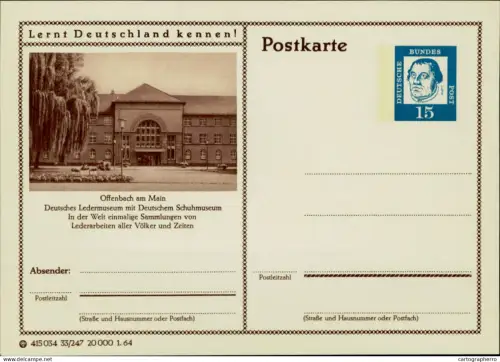 Lernt Deutschland kennen!
Offenbach am Main
Deutsches Ledermuseum mit Deutschem Schuhmuseum
In der Welt einmalige Sammlungen von
Lederarbeiten aller Völker und Zeiten
Absender:
Postleitzahl
(Straße und Hausnummer oder Postfach)
415 034 33/247 20 000 1. 64
Postkarte
DEUTSCHE
BUNDES
POST
15
Postleitzahl
(Straße und Hausnummer oder Postfach)
www.delcampe.net
cartographero